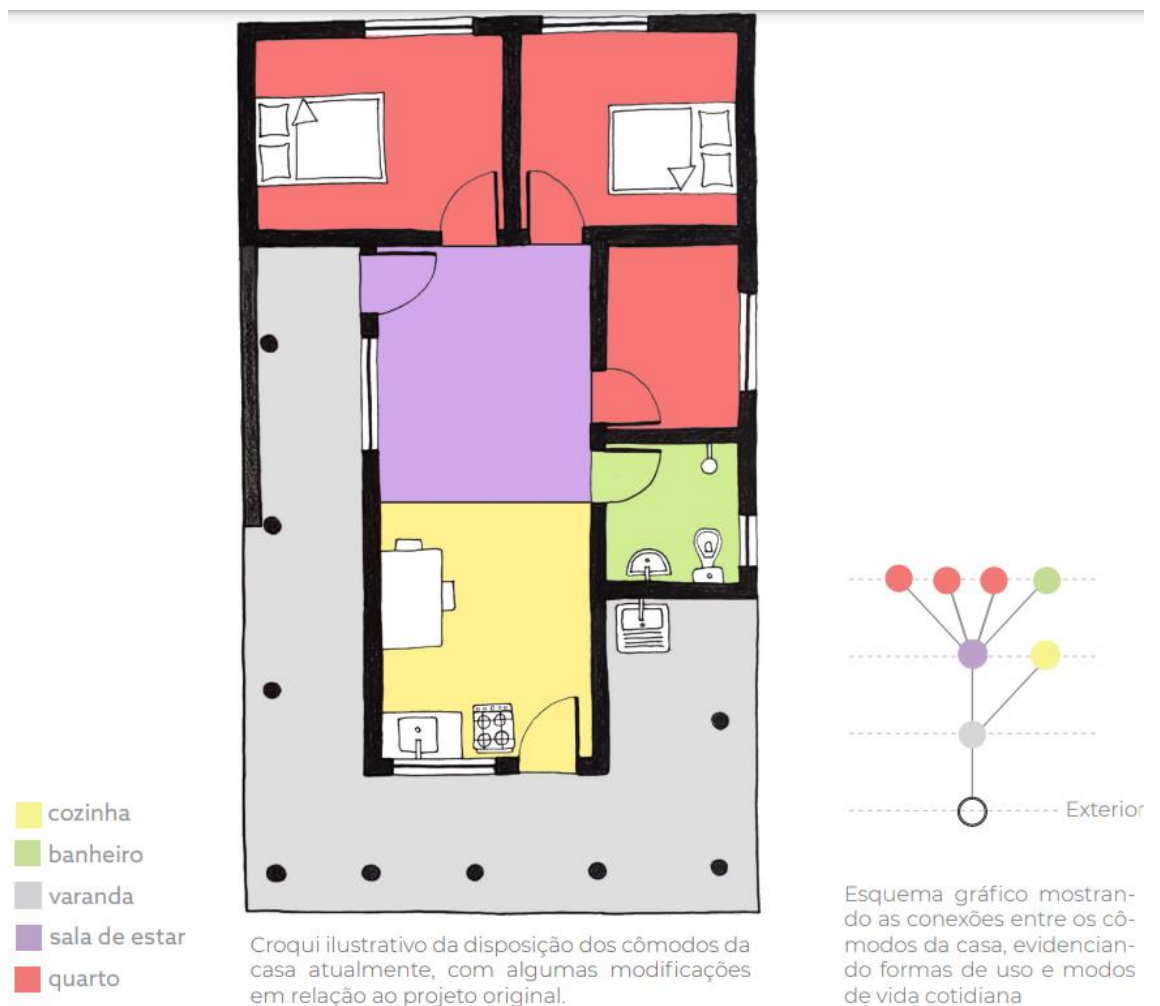 cozinha
banheiro
varanda
sala de estar
quarto
Croqui ilustrativo da disposição dos cômodos da
casa atualmente, com algumas modificações
em relação ao projeto original.
Exterior
Esquema gráfico mostran-
do as conexões entre os cô-
modos da casa, evidencian-
do formas de uso e modos
de vida cotidiana